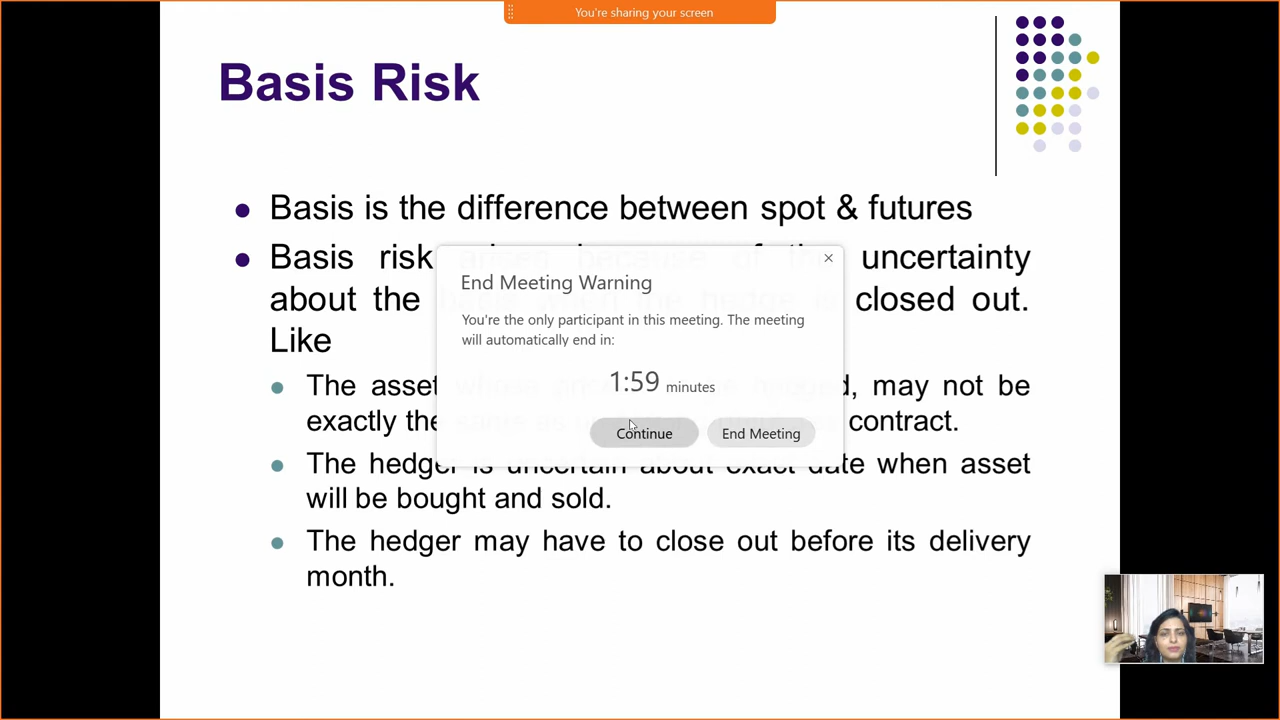 You're sharing your screen
Basis Risk
Basis is the difference between spot & futures
Basis risk arises because of the uncertainty
about the basis when the hedge is closed out.
Like
End Meeting Warning
You're the only participant in this meeting. The meeting
will automatically end in:
1:59 minutes
Continue End Meeting
The asset whose price to be hedged, may not be
exactly the same as contract.
The hedger is uncertain about exact date when asset
will be bought and sold.
The hedger may have to close out before its delivery
month.